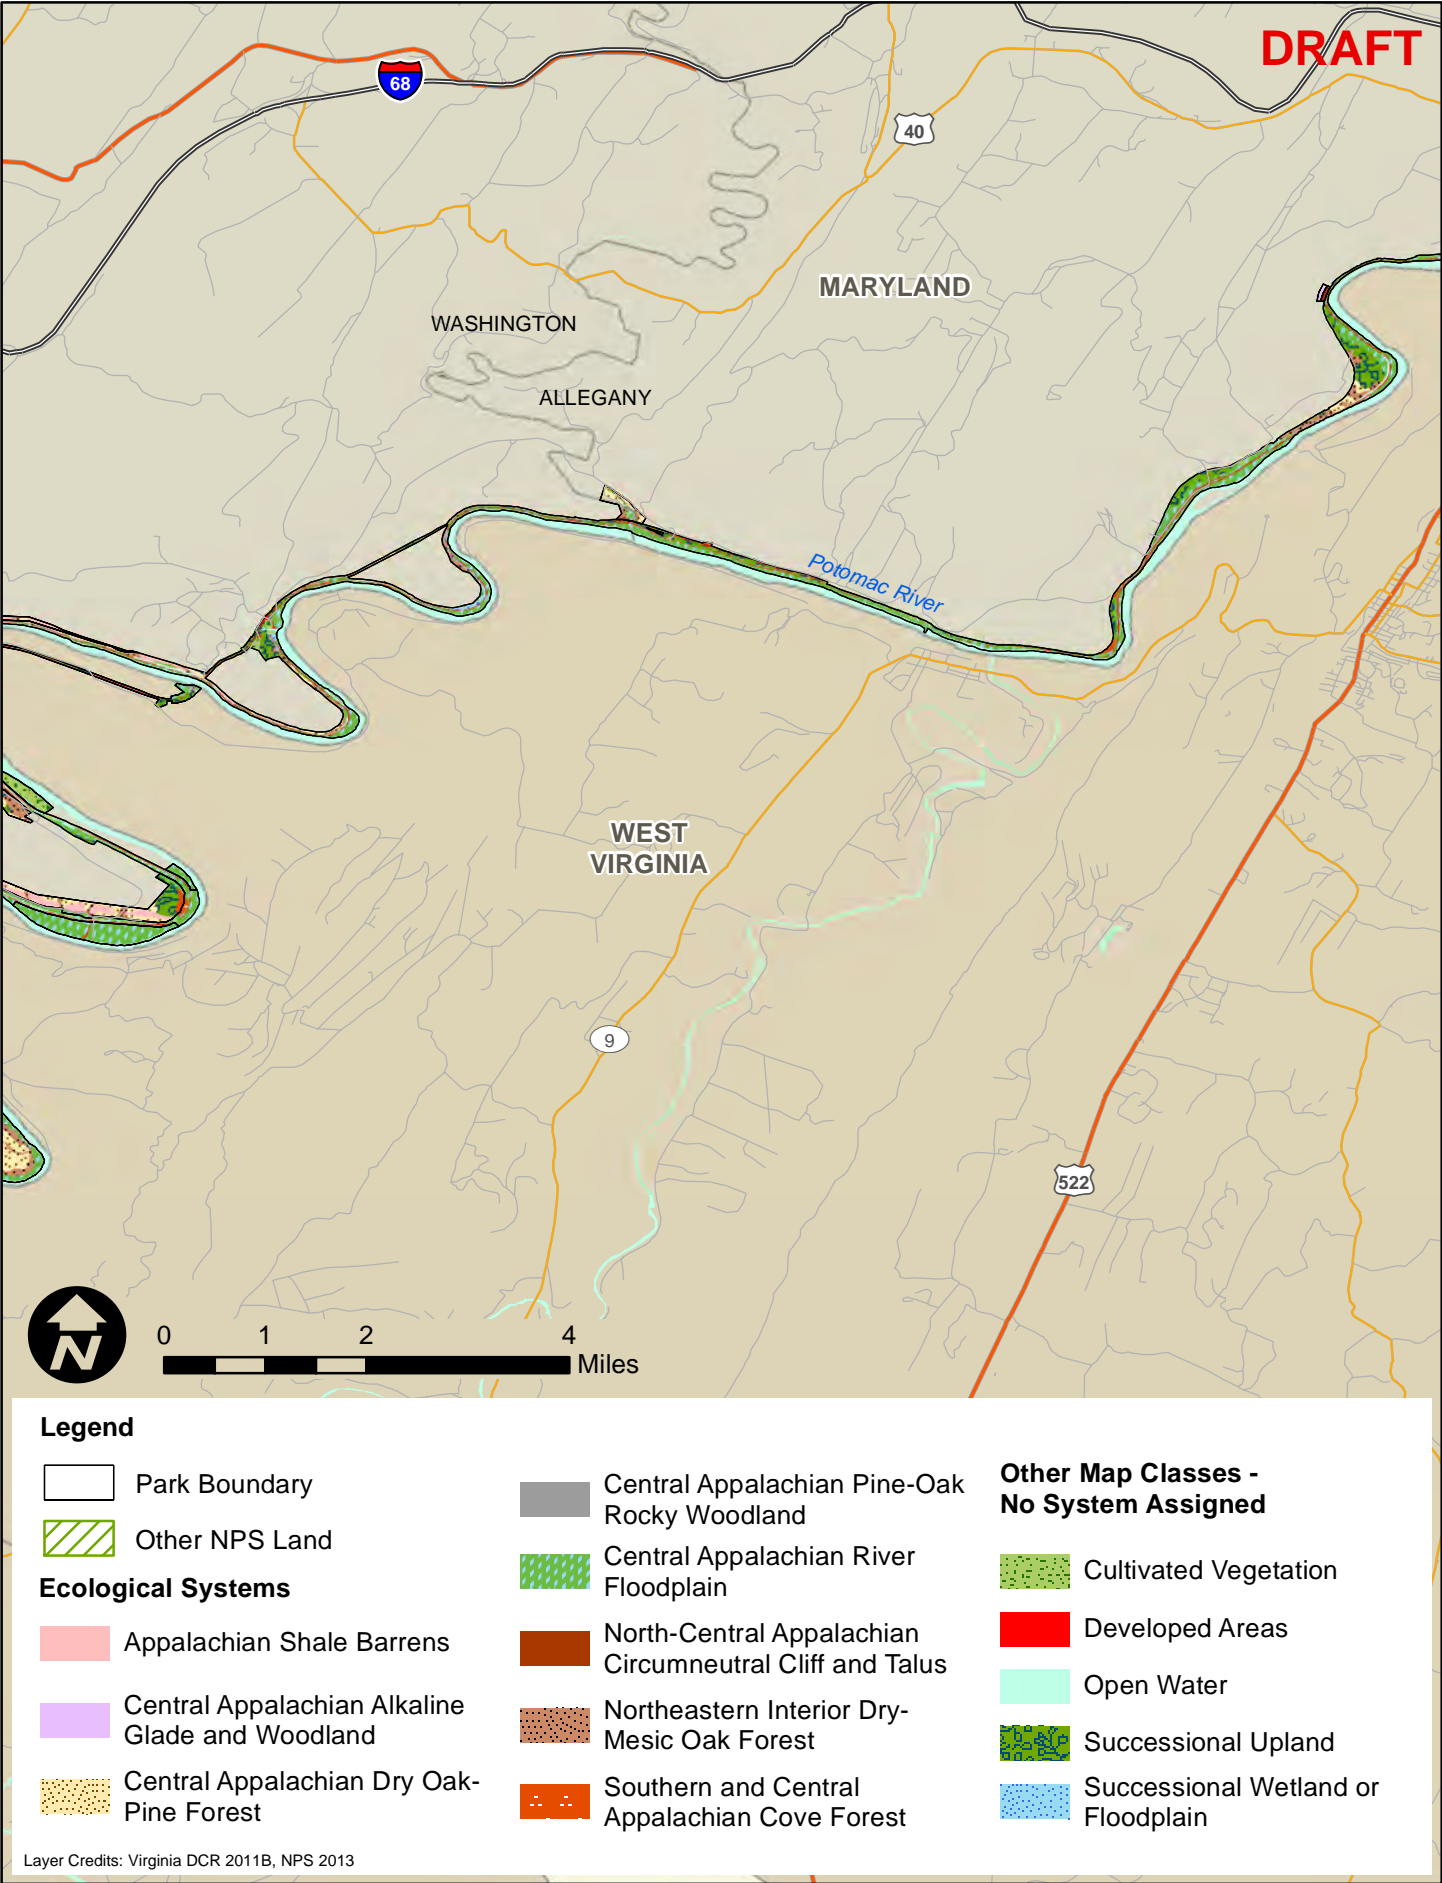 DRAFT
68
40
MARYLAND
WASHINGTON
ALLEGANY
Potomac River
WEST
VIRGINIA
9
522
N
0 1 2 4
Miles
Legend
Park Boundary
Other NPS Land
Ecological Systems
Appalachian Shale Barrens
Central Appalachian Alkaline
Glade and Woodland
Central Appalachian Dry Oak-
Pine Forest
Central Appalachian Pine-Oak
Rocky Woodland
Central Appalachian River
Floodplain
North-Central Appalachian
Circumneutral Cliff and Talus
Northeastern Interior Dry-
Mesic Oak Forest
Southern and Central
Appalachian Cove Forest
Other Map Classes -
No System Assigned
Cultivated Vegetation
Developed Areas
Open Water
Successional Upland
Successional Wetland or
Floodplain
Layer Credits: Virginia DCR 2011B, NPS 2013